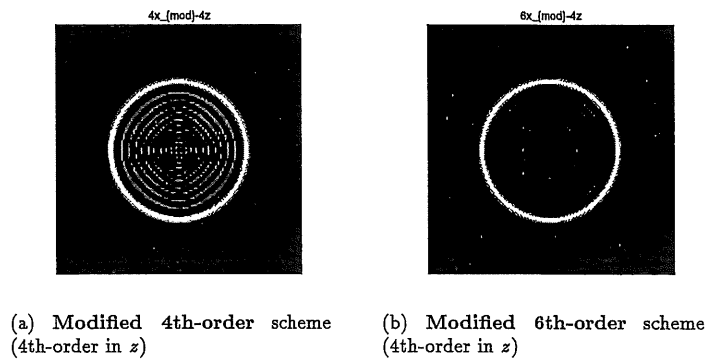 4x_{mod}-4z
6x_{mod}-4z
(a) Modified 4th-order scheme
(4th-order in z)
(b) Modified 6th-order scheme
(4th-order in z)